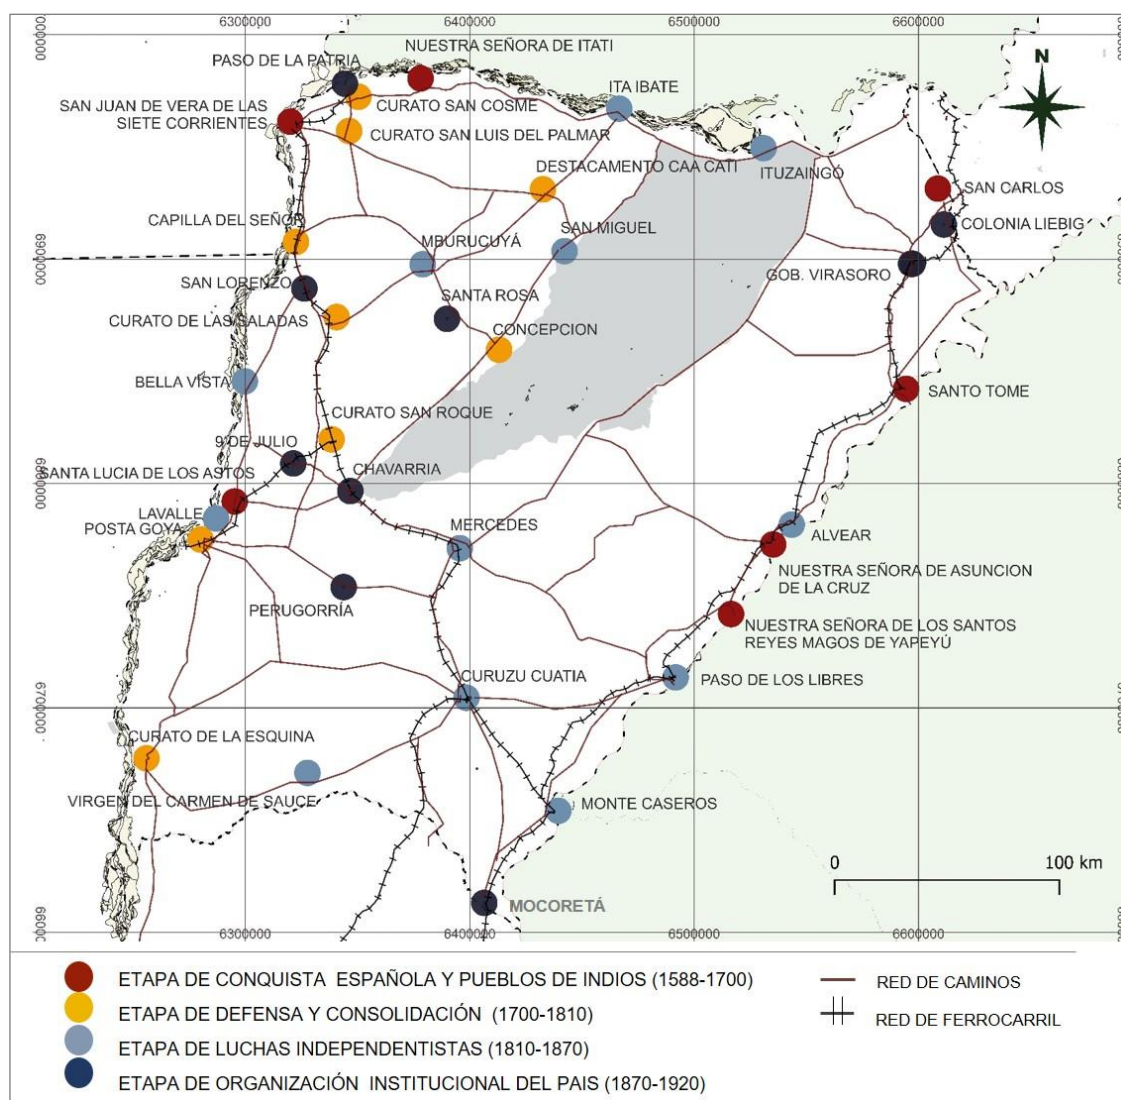 6300000
6400000
6500000
6600000
NUESTRA SEÑORA DE ITATI
PASO DE LA PATRIA
N
ITA IBATE
SAN JUAN DE VERA DE LAS
SIETE CORRIENTES
CURATO SAN COSME
CURATO SAN LUIS DEL PALMAR
DESTACAMENTO CAA CATI
ITUZAINGÓ
SAN CARLOS
CAPILLA DEL SEÑOR
SAN MIGUEL
COLONIA LIEBIG
MBURUCUYÁ
GOB. VIRASORO
SAN LORENZO
SANTA ROSA
CURATO DE LAS SALADAS
CONCEPCION
BELLA VISTA
SANTO TOME
CURATO SAN ROQUE
9 DE JULIO
SANTA LUCIA DE LOS ASTOS
CHAVARRIA
LAVALLE
POSTA GOYA
MERCEDES
ALVEAR
NUESTRA SEÑORA DE ASUNCION
DE LA CRUZ
PERUGORRÍA
NUESTRA SEÑORA DE LOS SANTOS
REYES MAGOS DE YAPEYÚ
CURUZU CUATIA
PASO DE LOS LIBRES
CURATO DE LA ESQUINA
VIRGEN DEL CARMEN DE SAUCE
MONTE CASEROS
0 100 km
MOCORETÁ
6300000
6400000
6500000
6600000
ETAPA DE CONQUISTA ESPAÑOLA Y PUEBLOS DE INDIOS (1588-1700)
ETAPA DE DEFENSA Y CONSOLIDACIÓN (1700-1810)
ETAPA DE LUCHAS INDEPENDENTISTAS (1810-1870)
ETAPA DE ORGANIZACIÓN INSTITUCIONAL DEL PAIS (1870-1920)
RED DE CAMINOS
RED DE FERROCARRIL